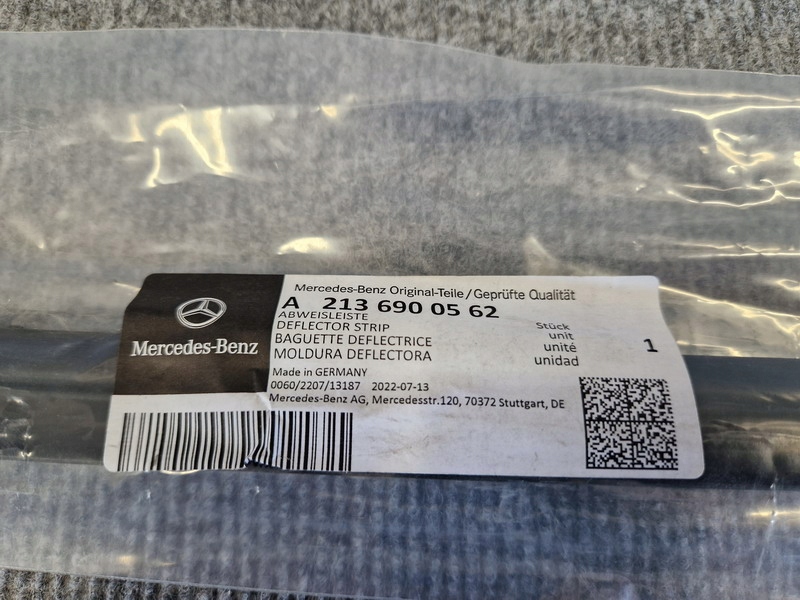 Mercedes-Benz Original-Teile/Geprüfte Qualität
A 213 690 05 62
ABWEISLEISTE
DEFLECTOR STRIP
BAGUETTE DEFLECTRICE
MOLDURA DEFLECTORA
Stück
unit
unité
unidad
1
Mercedes-Benz
Made in GERMANY
0060/2207/13187 2022-07-13
Mercedes-Benz AG, Mercedesstr.120, 70372 Stuttgart, DE